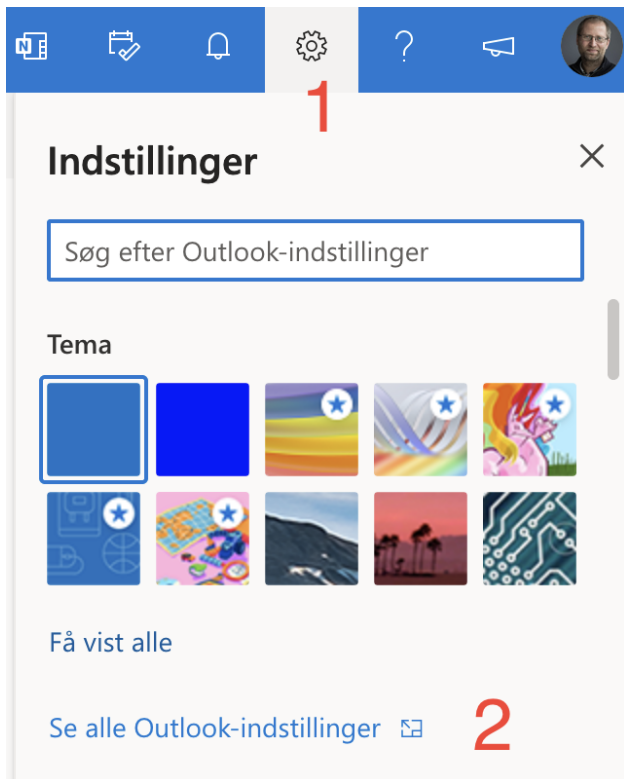 N
?
1
Indstillinger
Søg efter Outlook-indstillinger
Tema
Få vist alle
Se alle Outlook-indstillinger
2